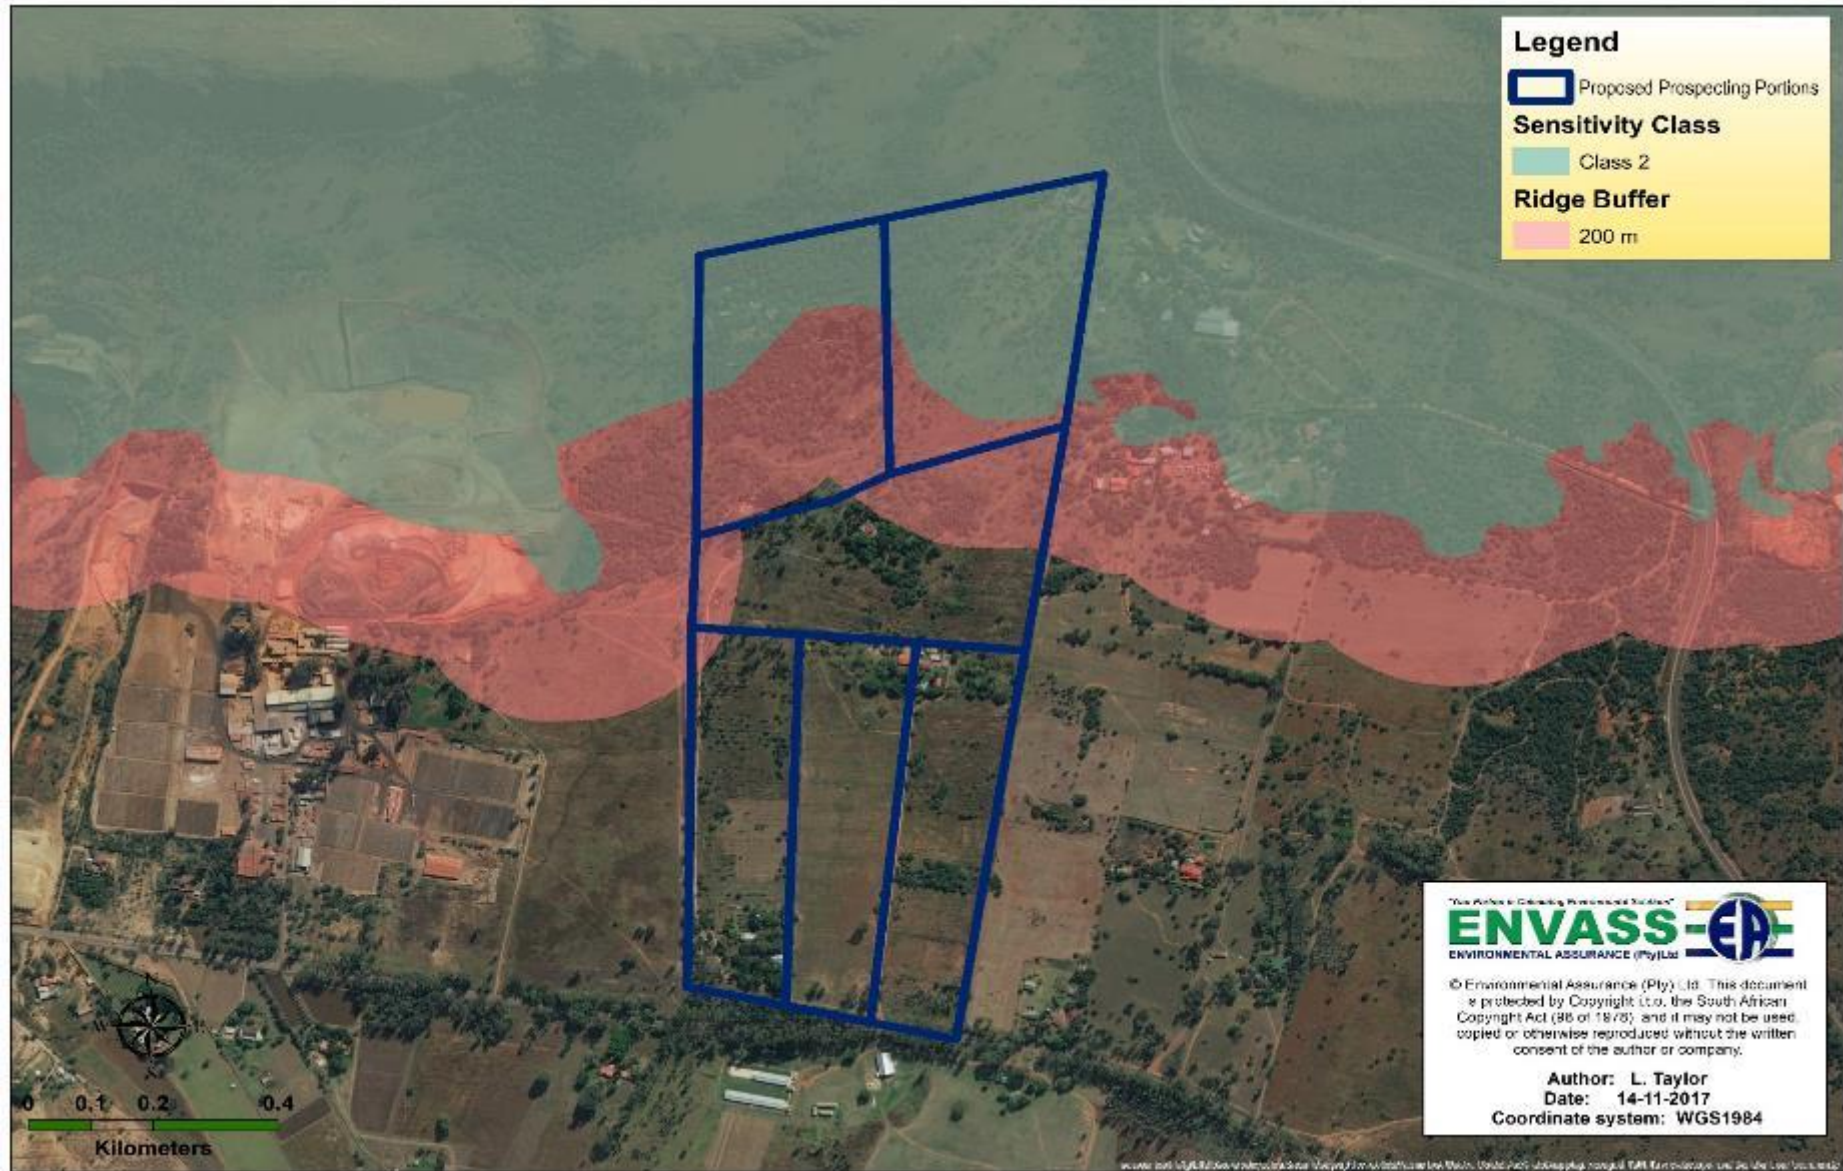 Legend
Proposed Prospecting Portions
Sensitivity Class
Class 2
Ridge Buffer
200 m
ENVASS EA
ENVIRONMENTAL ASSURANCE (Pty)Ltd
© Environmental Assurance (Pty) Ltd. This document
is protected by Copyright i.t.o. the South African
Copyright Act (98 of 1978) and it may not be used,
copied or otherwise reproduced without the written
consent of the author or company.
Author: L. Taylor
Date: 14-11-2017
Coordinate system: WGS1984
0 0.1 0.2 0.4
Kilometers